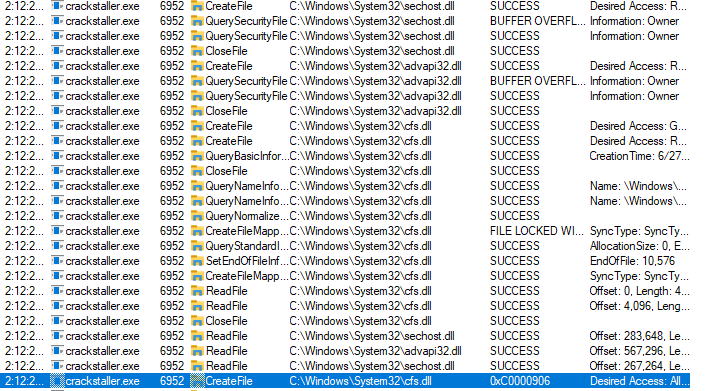 2:12:2... crackstaller.exe 6952 CreateFile C:\Windows\System32\sechost.dll SUCCESS Desired Access: R...
2:12:2... crackstaller.exe 6952 QuerySecurityFile C:\Windows\System32\sechost.dll BUFFER OVERFL... Information: Owner
2:12:2... crackstaller.exe 6952 QuerySecurityFile C:\Windows\System32\sechost.dll SUCCESS Information: Owner
2:12:2... crackstaller.exe 6952 CloseFile C:\Windows\System32\sechost.dll SUCCESS
2:12:2... crackstaller.exe 6952 CreateFile C:\Windows\System32\advapi32.dll SUCCESS Desired Access: R...
2:12:2... crackstaller.exe 6952 QuerySecurityFile C:\Windows\System32\advapi32.dll BUFFER OVERFL... Information: Owner
2:12:2... crackstaller.exe 6952 QuerySecurityFile C:\Windows\System32\advapi32.dll SUCCESS Information: Owner
2:12:2... crackstaller.exe 6952 CloseFile C:\Windows\System32\advapi32.dll SUCCESS
2:12:2... crackstaller.exe 6952 CreateFile C:\Windows\System32\cfs.dll SUCCESS Desired Access: G...
2:12:2... crackstaller.exe 6952 CreateFile C:\Windows\System32\cfs.dll SUCCESS Desired Access: R...
2:12:2... crackstaller.exe 6952 QueryBasicInfor... C:\Windows\System32\cfs.dll SUCCESS CreationTime: 6/27...
2:12:2... crackstaller.exe 6952 CloseFile C:\Windows\System32\cfs.dll SUCCESS
2:12:2... crackstaller.exe 6952 QueryNameInfo... C:\Windows\System32\cfs.dll SUCCESS Name: \Windows\...
2:12:2... crackstaller.exe 6952 QueryNameInfo... C:\Windows\System32\cfs.dll SUCCESS Name: \Windows\...
2:12:2... crackstaller.exe 6952 QueryNormalize... C:\Windows\System32\cfs.dll SUCCESS
2:12:2... crackstaller.exe 6952 CreateFileMapp... C:\Windows\System32\cfs.dll FILE LOCKED WI... SyncType: SyncTy...
2:12:2... crackstaller.exe 6952 QueryStandardI... C:\Windows\System32\cfs.dll SUCCESS AllocationSize: 0, E...
2:12:2... crackstaller.exe 6952 SetEndOfFileInf... C:\Windows\System32\cfs.dll SUCCESS EndOfFile: 10,576
2:12:2... crackstaller.exe 6952 CreateFileMapp... C:\Windows\System32\cfs.dll SUCCESS SyncType: SyncTy...
2:12:2... crackstaller.exe 6952 ReadFile C:\Windows\System32\cfs.dll SUCCESS Offset: 0, Length: 4...
2:12:2... crackstaller.exe 6952 ReadFile C:\Windows\System32\cfs.dll SUCCESS Offset: 4,096, Leng...
2:12:2... crackstaller.exe 6952 CloseFile C:\Windows\System32\cfs.dll SUCCESS
2:12:2... crackstaller.exe 6952 ReadFile C:\Windows\System32\sechost.dll SUCCESS Offset: 283,648, Le...
2:12:2... crackstaller.exe 6952 ReadFile C:\Windows\System32\advapi32.dll SUCCESS Offset: 567,296, Le...
2:12:2... crackstaller.exe 6952 ReadFile C:\Windows\System32\sechost.dll SUCCESS Offset: 267,264, Le...
2:12:2... crackstaller.exe 6952 CreateFile C:\Windows\System32\cfs.dll 0xC0000906 Desired Access: All...